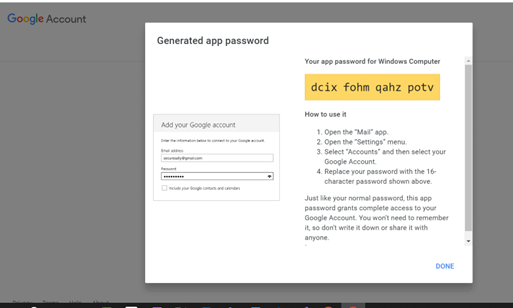 Google Account
Generated app password
Your app password for Windows Computer
dcix fohm qahz potv
How to use it
1. Open the "Mail" app.
2. Open the "Settings" menu.
3. Select "Accounts" and then select your
Google Account.
4. Replace your password with the 16-
character password shown above.
Just like your normal password, this app
password grants complete access to your
Google Account. You won't need to remember
it, so don't write it down or share it with
anyone.
Add your Google account
Enter the information below to connect to your Google account.
Email address
securesally@gmail.com
Password
•••••••••
Include your Google contacts and calendars
DONE